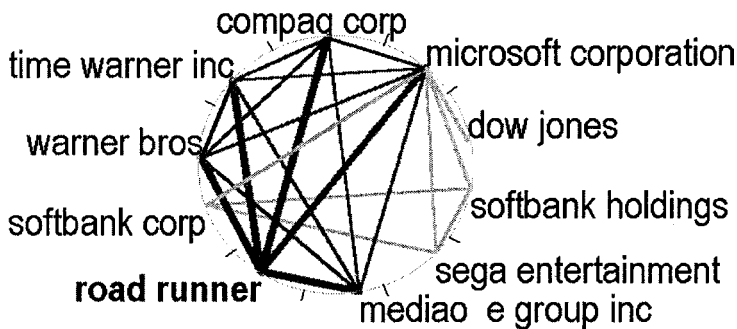 compaq corp
microsoft corporation
time warner inc
dow jones
warner bros
softbank holdings
softbank corp
sega entertainment
road runner
mediao e group inc